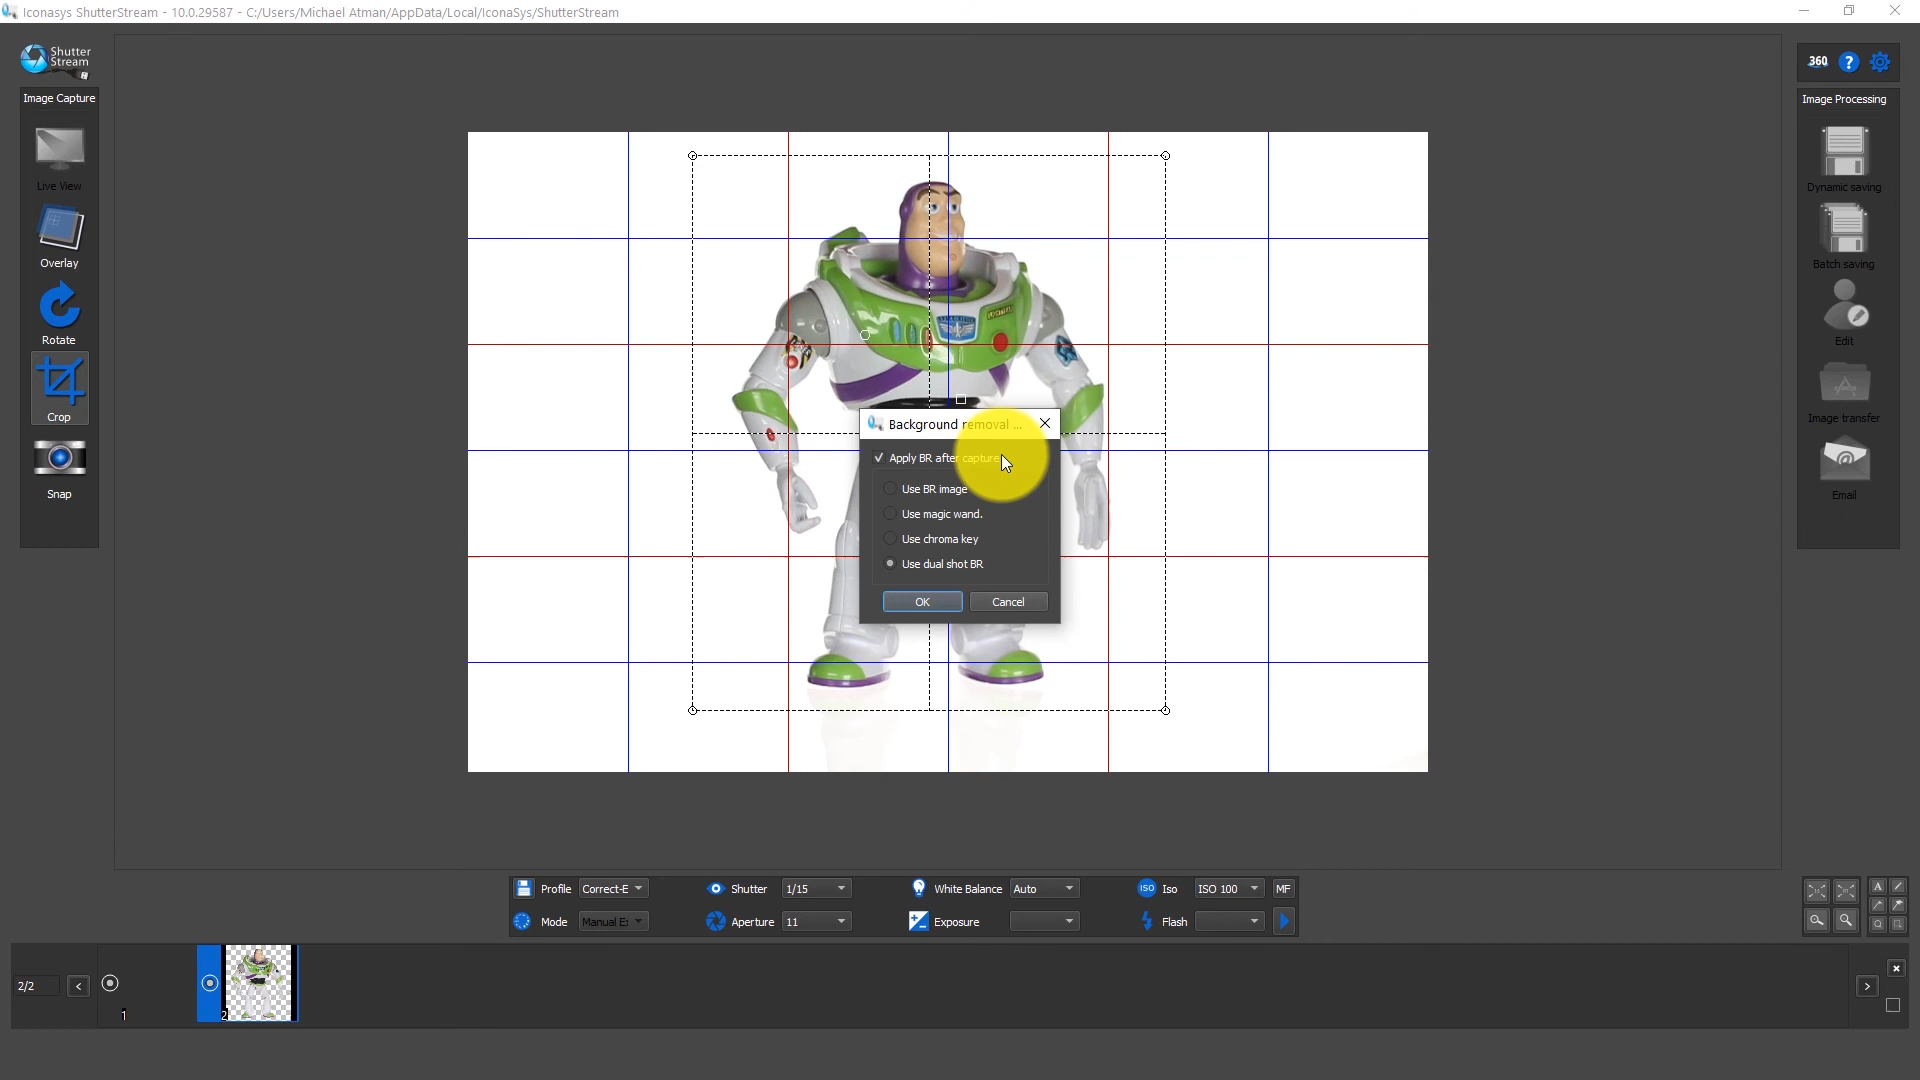 Iconasys ShutterStream - 10.0.29587 - C:/Users/Michael Atman/AppData/Local/IconaSys/ShutterStream
Shutter
Stream
Image Capture
Live View
Overlay
Rotate
Crop
Snap
360
?
Image Processing
Dynamic saving
Batch saving
Edit
Image transfer
Email
Background removal ...
Apply BR after capture
Use BR image
Use magic wand.
Use chroma key
Use dual shot BR
OK
Cancel
Profile
Correct-E
Shutter
1/15
White Balance
Auto
ISO
Iso
ISO 100
MF
Mode
Manual E
Aperture
11
Exposure
Flash
2/2
<
1
2
>
A